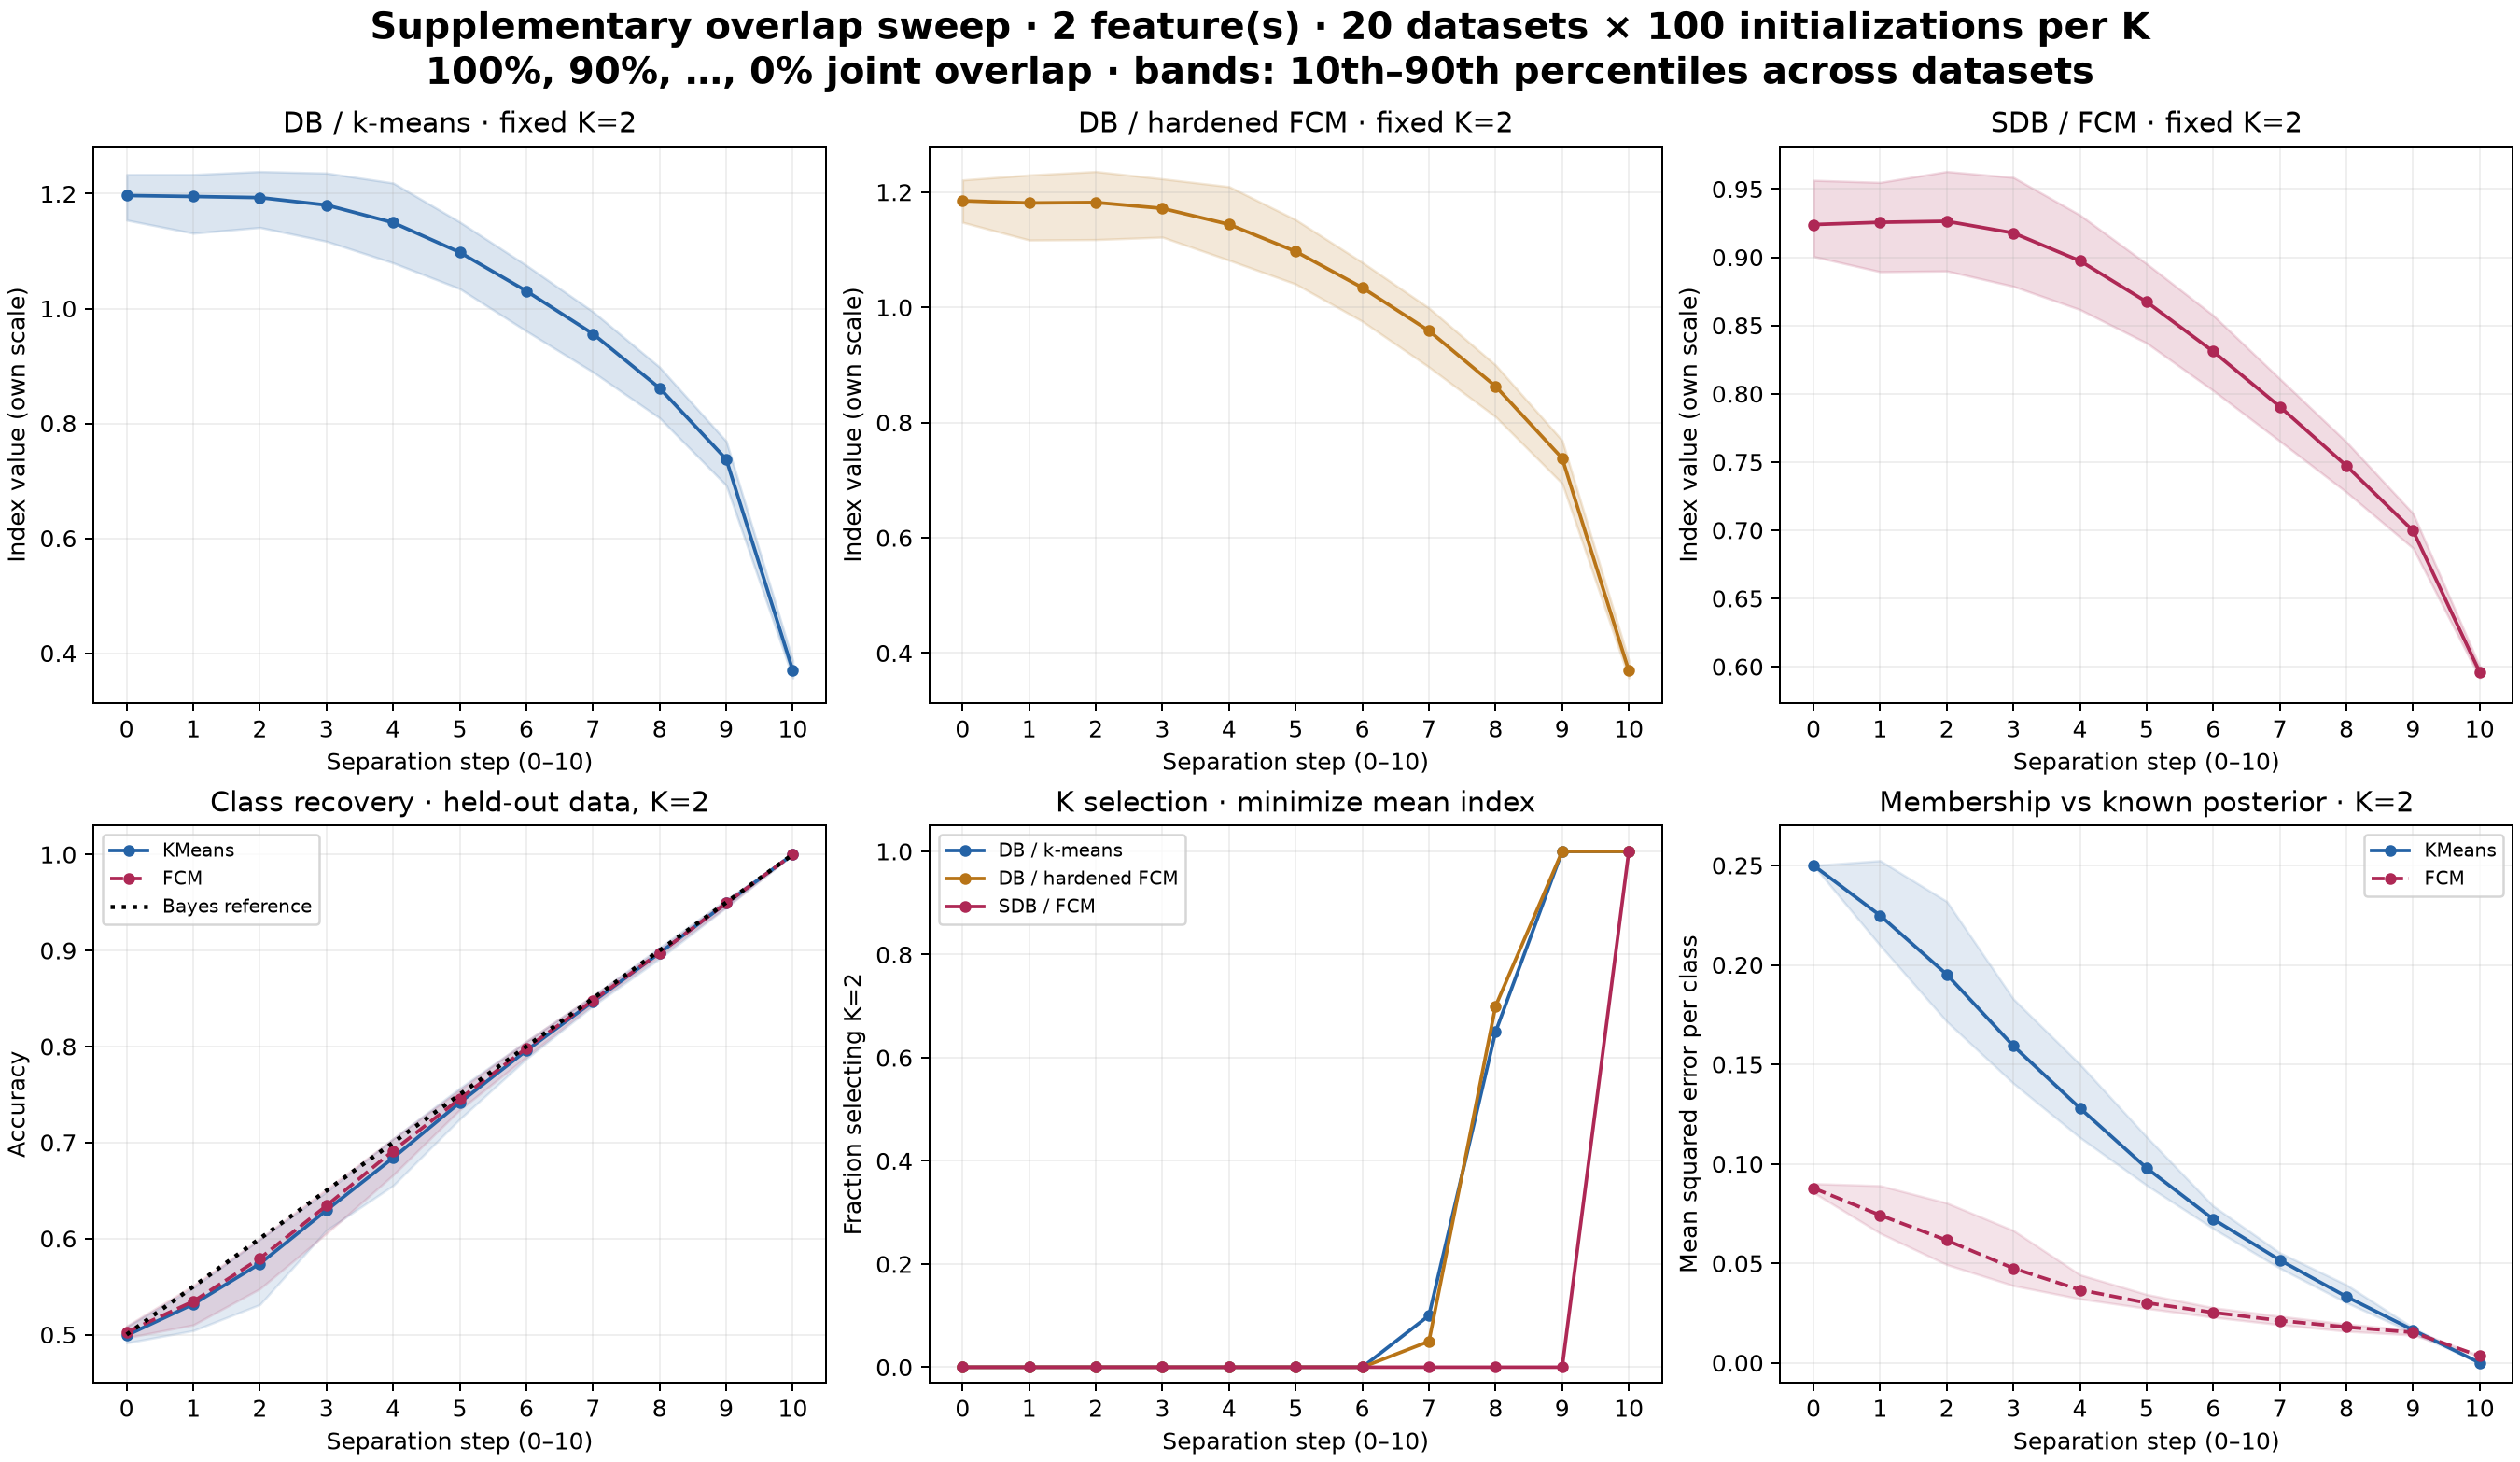 Supplementary overlap sweep · 2 feature(s) · 20 datasets × 100 initializations per K
100%, 90%, ..., 0% joint overlap · bands: 10th–90th percentiles across datasets
DB / k-means · fixed K=2
Index value (own scale)
1.2
1.0
0.8
0.6
0.4
0 1 2 3 4 5 6 7 8 9 10
Separation step (0–10)
DB / hardened FCM · fixed K=2
Index value (own scale)
1.2
1.0
0.8
0.6
0.4
0 1 2 3 4 5 6 7 8 9 10
Separation step (0–10)
SDB / FCM · fixed K=2
Index value (own scale)
0.95
0.90
0.85
0.80
0.75
0.70
0.65
0.60
0 1 2 3 4 5 6 7 8 9 10
Separation step (0–10)
Class recovery · held-out data, K=2
KMeans
FCM
Bayes reference
Accuracy
1.0
0.9
0.8
0.7
0.6
0.5
0 1 2 3 4 5 6 7 8 9 10
Separation step (0–10)
K selection · minimize mean index
DB / k-means
DB / hardened FCM
SDB / FCM
Fraction selecting K=2
1.0
0.8
0.6
0.4
0.2
0.0
0 1 2 3 4 5 6 7 8 9 10
Separation step (0–10)
Membership vs known posterior · K=2
KMeans
FCM
Mean squared error per class
0.25
0.20
0.15
0.10
0.05
0.00
0 1 2 3 4 5 6 7 8 9 10
Separation step (0–10)